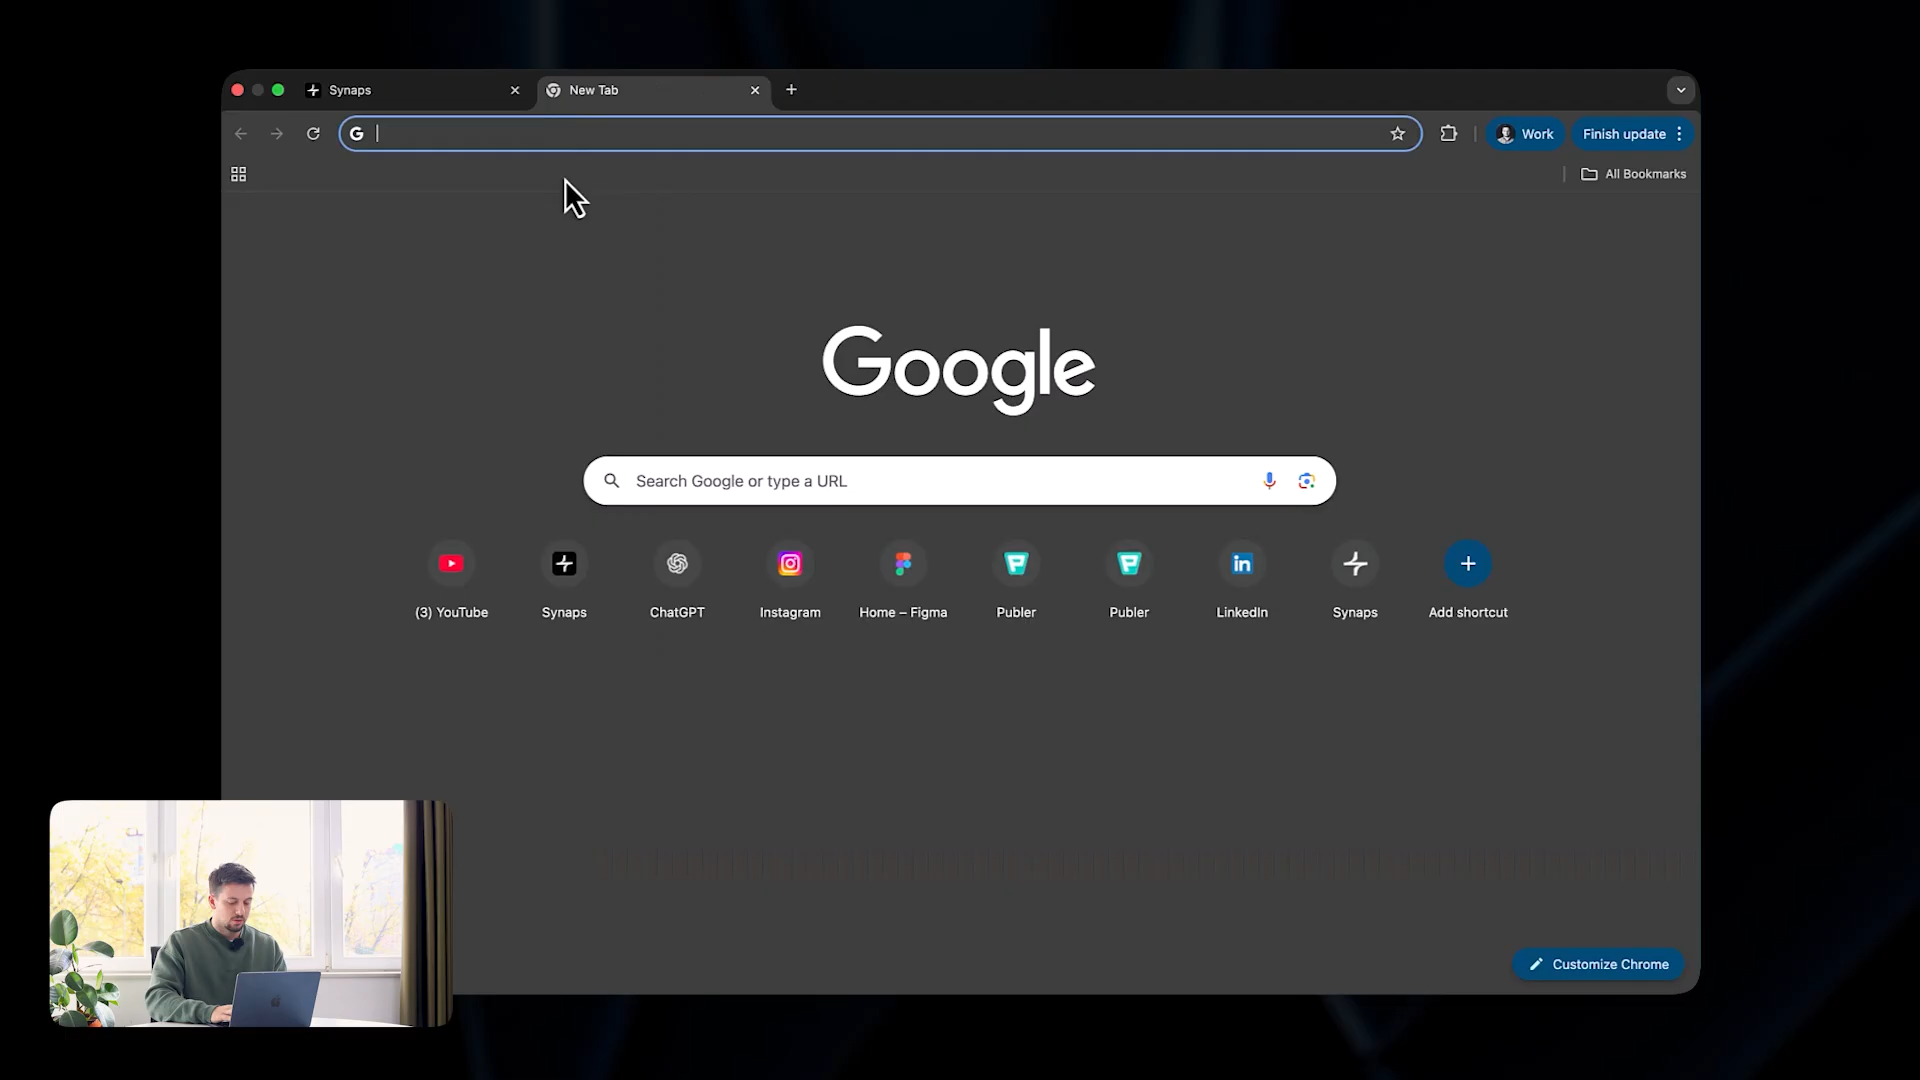 Synaps
New Tab
Work
Finish update
All Bookmarks
Google
Search Google or type a URL
(3) YouTube
Synaps
ChatGPT
Instagram
Home – Figma
Publer
Publer
LinkedIn
Synaps
Add shortcut
Customize Chrome